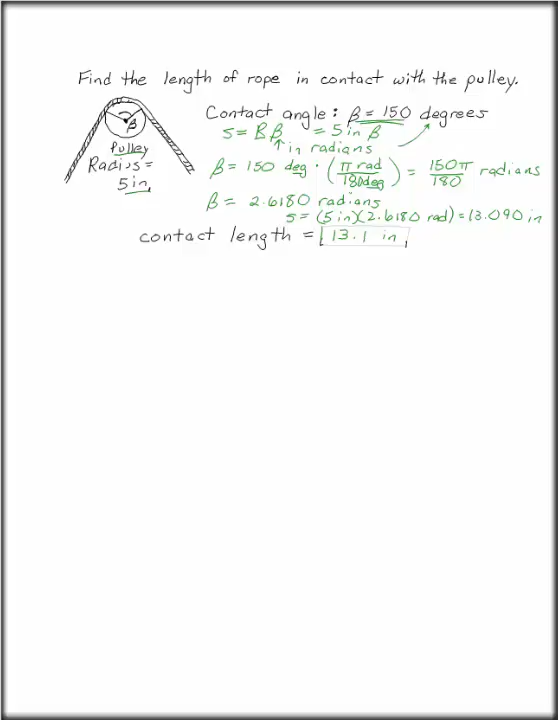 Find the length of rope in contact with the pulley.
Contact angle: β = 150 degrees
β
s = Rβ = 5 in β
Pulley
in radians
Radius =
5 in.
β = 150 deg · (π rad / 180 deg) = 150π / 180 radians
β = 2.6180 radians
s = (5 in)(2.6180 rad) = 13.090 in
contact length = 13.1 in